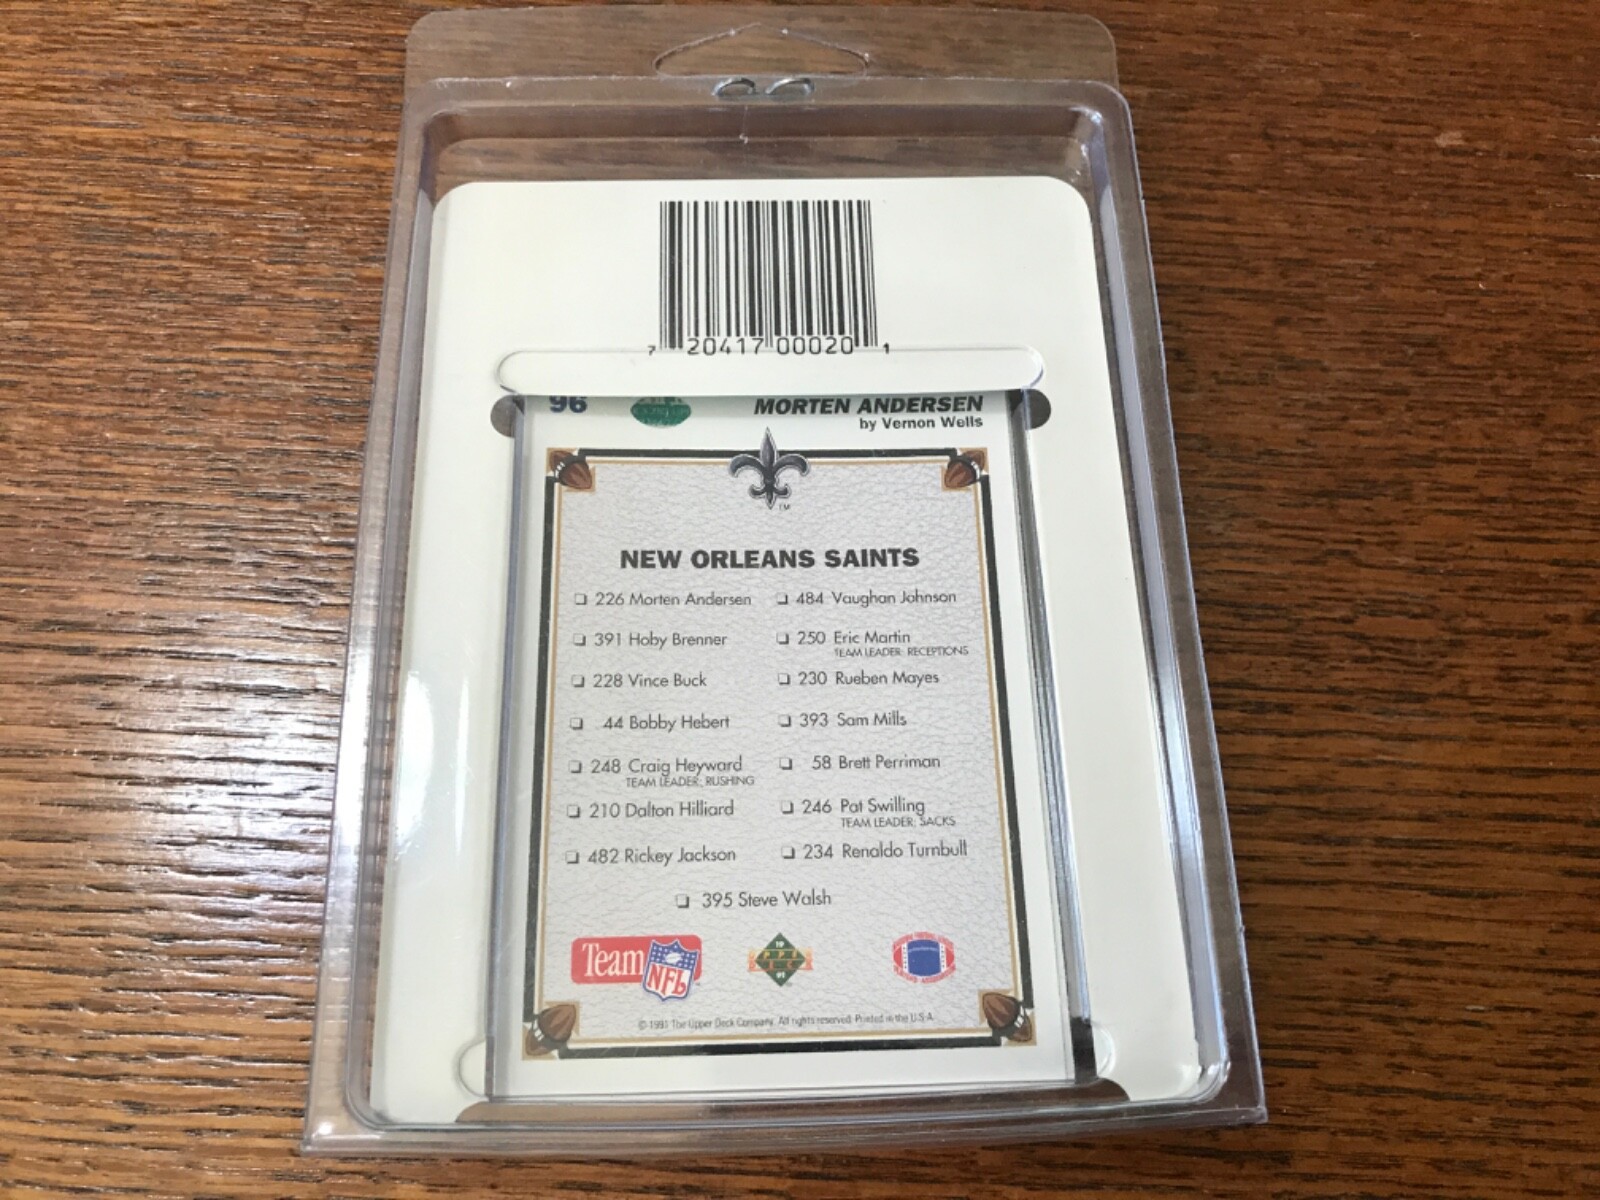 7 20417 00020 1
96
MORTEN ANDERSEN
by Vernon Wells
TM
NEW ORLEANS SAINTS
226 Morten Andersen
391 Hoby Brenner
228 Vince Buck
44 Bobby Hebert
248 Craig Heyward
TEAM LEADER: RUSHING
210 Dalton Hilliard
482 Rickey Jackson
484 Vaughan Johnson
250 Eric Martin
TEAM LEADER: RECEPTIONS
230 Rueben Mayes
393 Sam Mills
58 Brett Perriman
246 Pat Swilling
TEAM LEADER: SACKS
234 Renaldo Turnbull
395 Steve Walsh
Team NFL
19
91
© 1991 The Upper Deck Company. All rights reserved. Printed in the U.S.A.